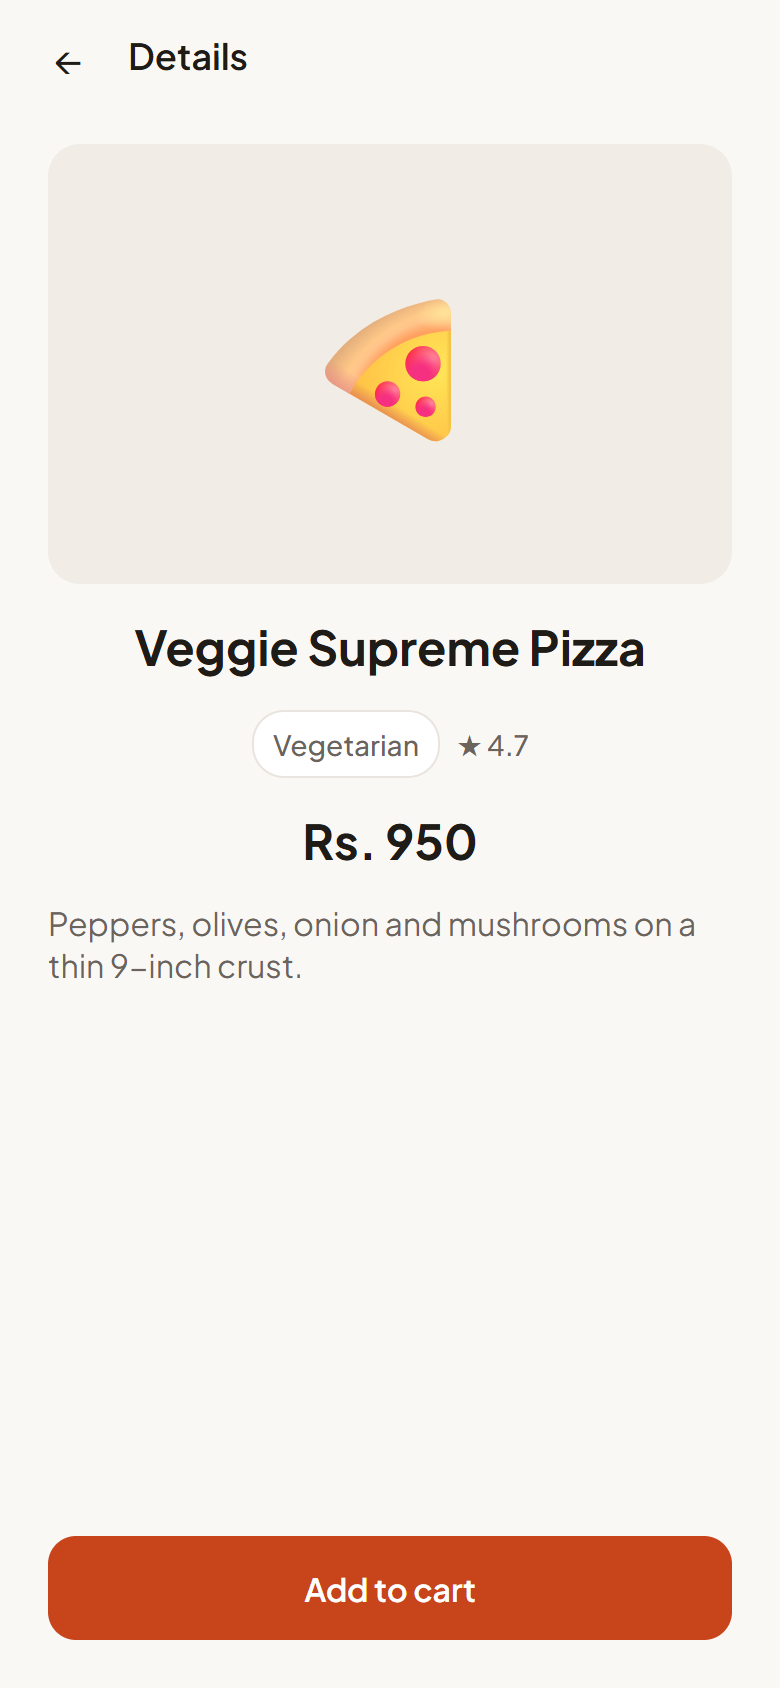 ← Details
Veggie Supreme Pizza
Vegetarian ★ 4.7
Rs. 950
Peppers, olives, onion and mushrooms on a
thin 9–inch crust.
Add to cart